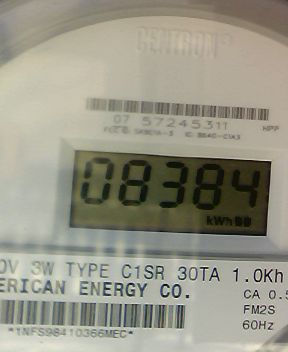 CENTRON®
07 57245311 HPP
08384
kWh
0V 3W TYPE C1SR 30TA 1.0Kh
ERICAN ENERGY CO. CA 0.5
FM2S
*1NFS98410366MEC* 60Hz